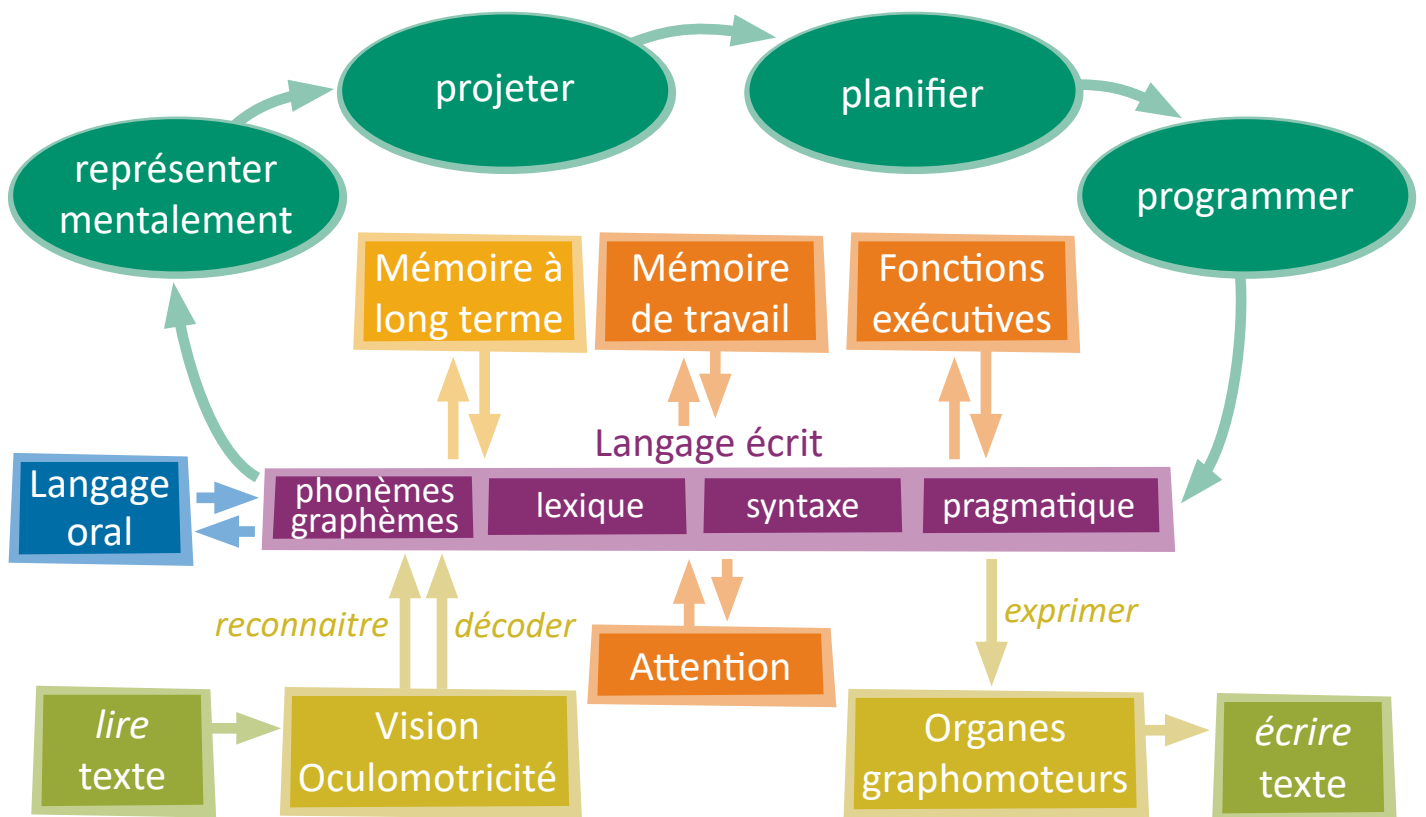 projeter
planifier
représenter
mentalement
programmer
Mémoire à
long terme
Mémoire
de travail
Fonctions
exécutives
Langage écrit
Langage
oral
phonèmes
graphèmes
lexique
syntaxe
pragmatique
reconnaitre
décoder
exprimer
Attention
lire
texte
Vision
Oculomotricité
Organes
graphomoteurs
écrire
texte